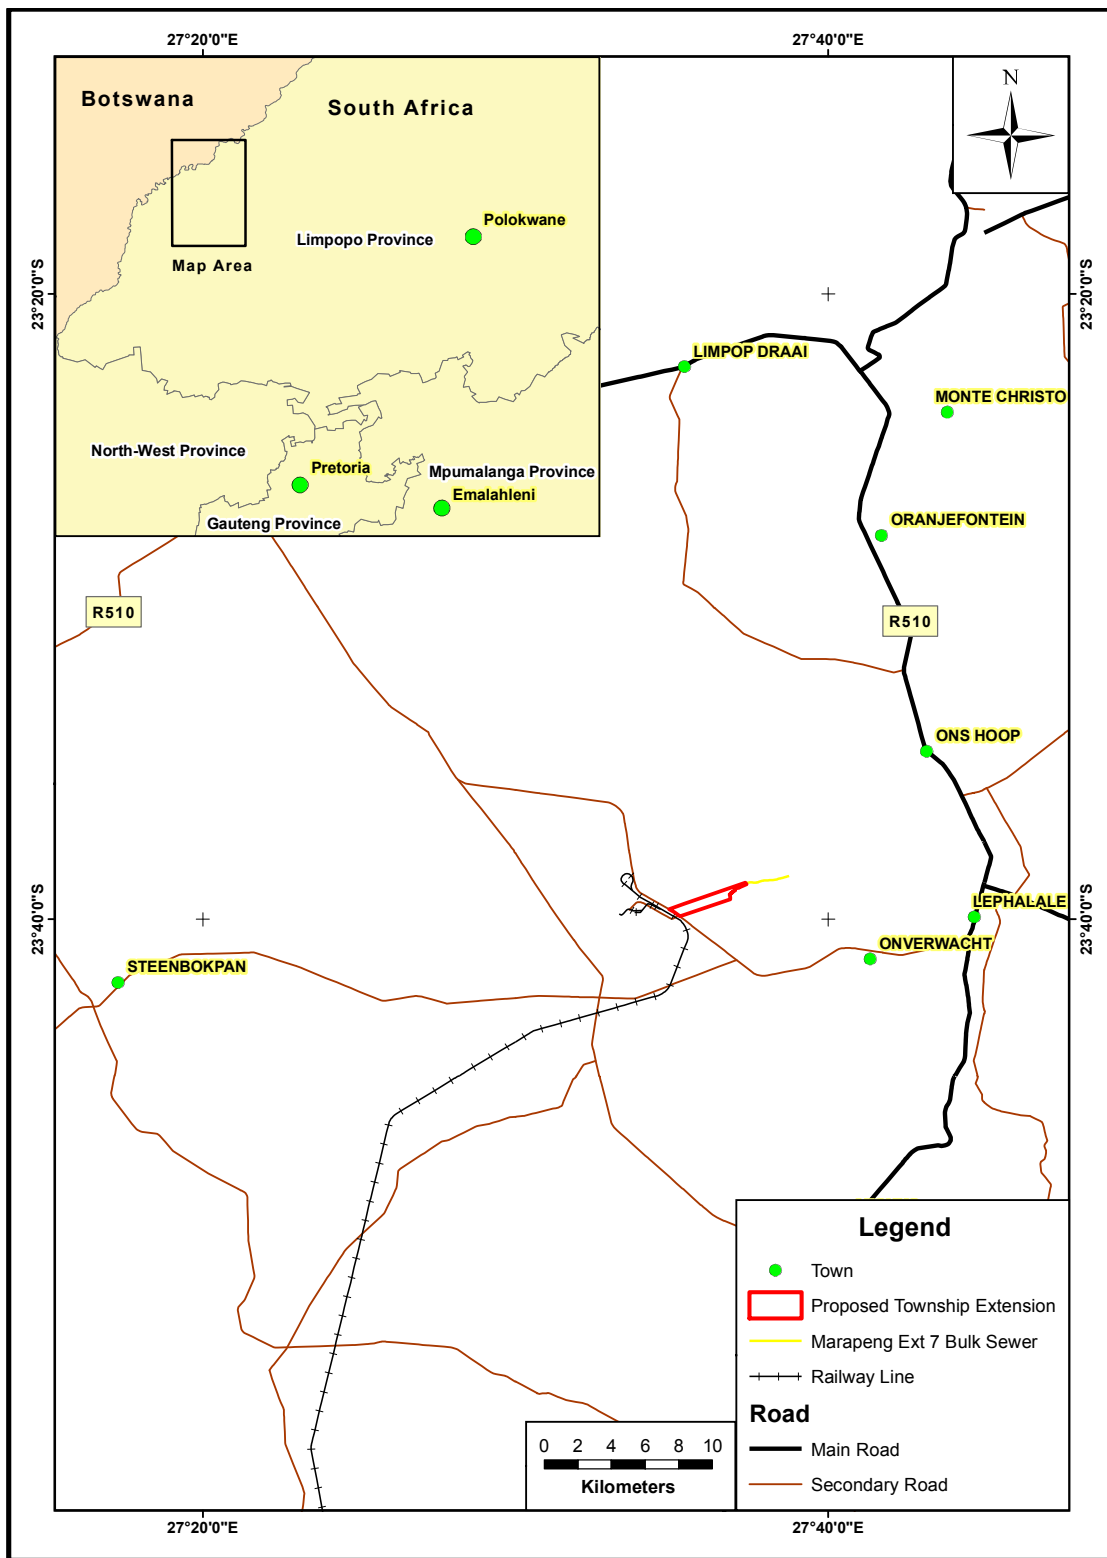 27°20'0"E
27°40'0"E
Botswana
South Africa
N
Polokwane
Limpopo Province
Map Area
23°20'0"S
23°20'0"S
LIMPOP DRAAI
MONTE CHRISTO
North-West Province
Pretoria
Mpumalanga Province
Emalahleni
Gauteng Province
ORANJEFONTEIN
R510
R510
ONS HOOP
LEPHALALE
23°40'0"S
23°40'0"S
ONVERWACHT
STEENBOKPAN
Legend
Town
Proposed Township Extension
Marapeng Ext 7 Bulk Sewer
Railway Line
Road
Main Road
Secondary Road
0 2 4 6 8 10
Kilometers
27°20'0"E
27°40'0"E